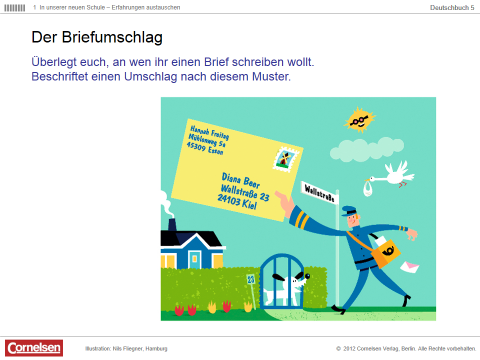 1 In unserer neuen Schule – Erfahrungen austauschen
Deutschbuch 5
Der Briefumschlag
Überlegt euch, an wen ihr einen Brief schreiben wollt.
Beschriftet einen Umschlag nach diesem Muster.
Hannah Freitag
Mühlenweg 5a
45309 Essen
Diana Beer
Wallstraße 23
24103 Kiel
Wallstraße
23
Cornelsen
Illustration: Nils Fliegner, Hamburg
© 2012 Cornelsen Verlag, Berlin. Alle Rechte vorbehalten.